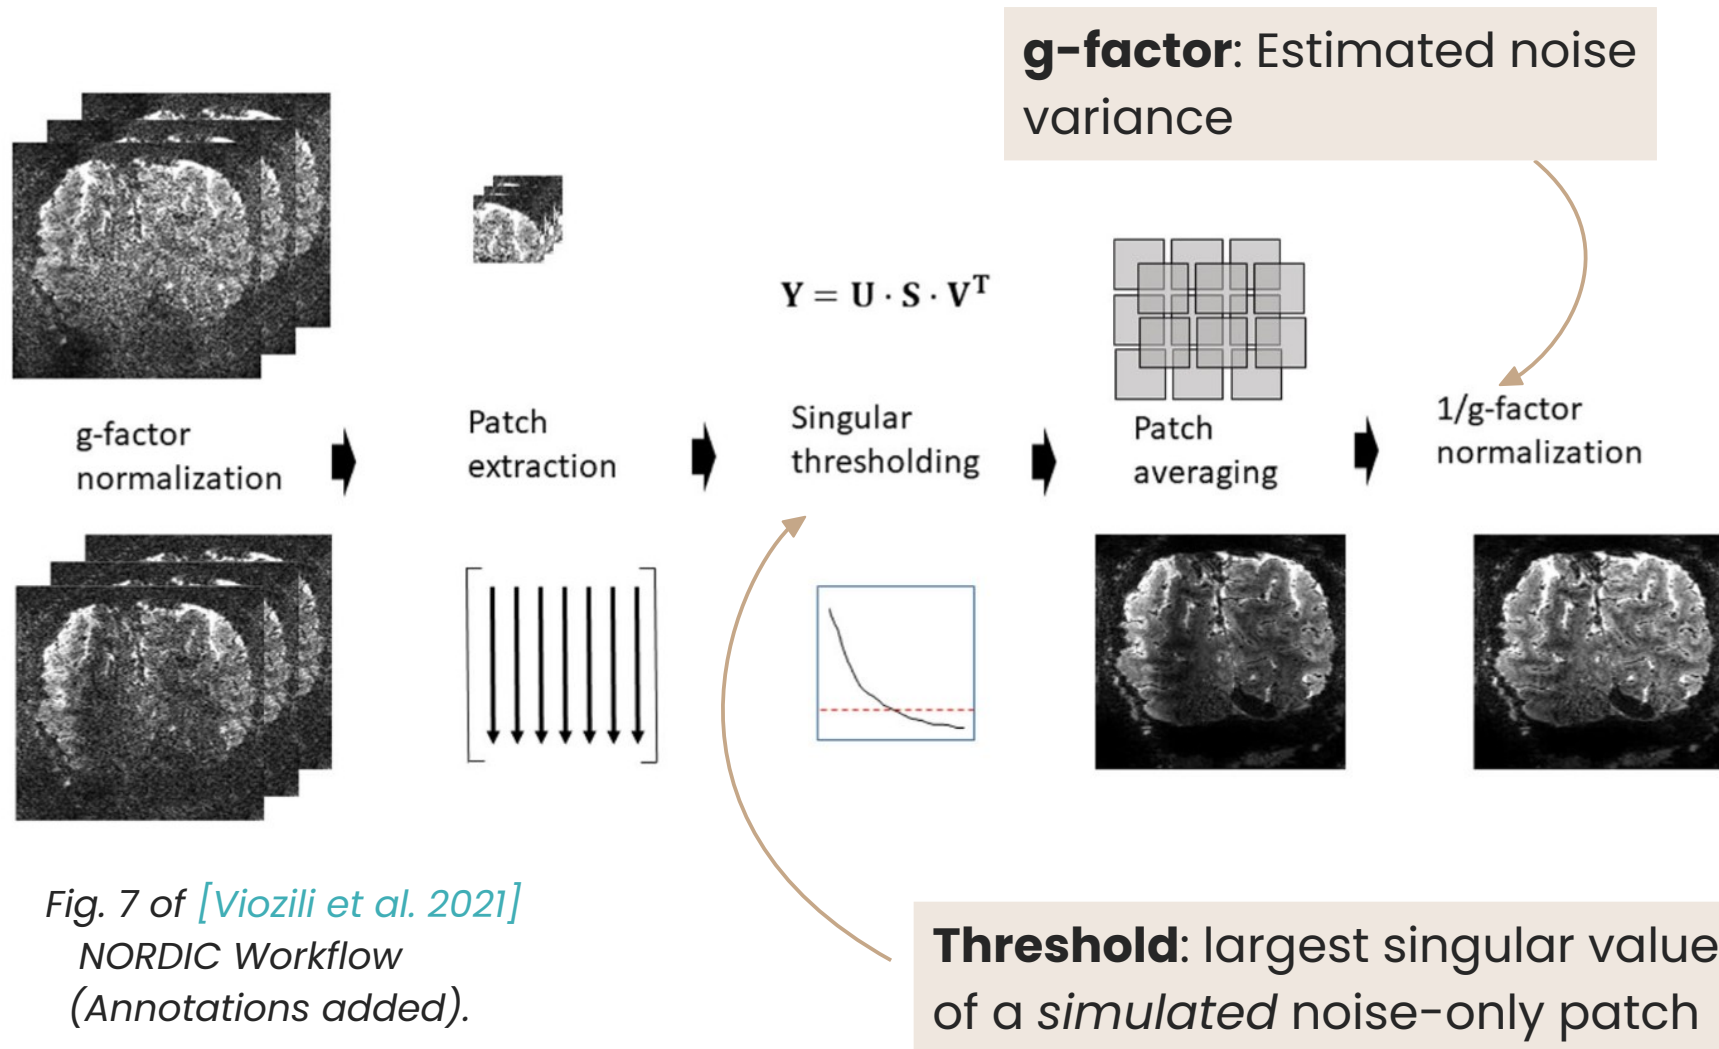 g-factor: Estimated noise
variance
Y = U · S · Vᵀ
g-factor
normalization
Patch
extraction
Singular
thresholding
Patch
averaging
1/g-factor
normalization
Fig. 7 of [Viozili et al. 2021]
NORDIC Workflow
(Annotations added).
Threshold: largest singular value
of a simulated noise-only patch